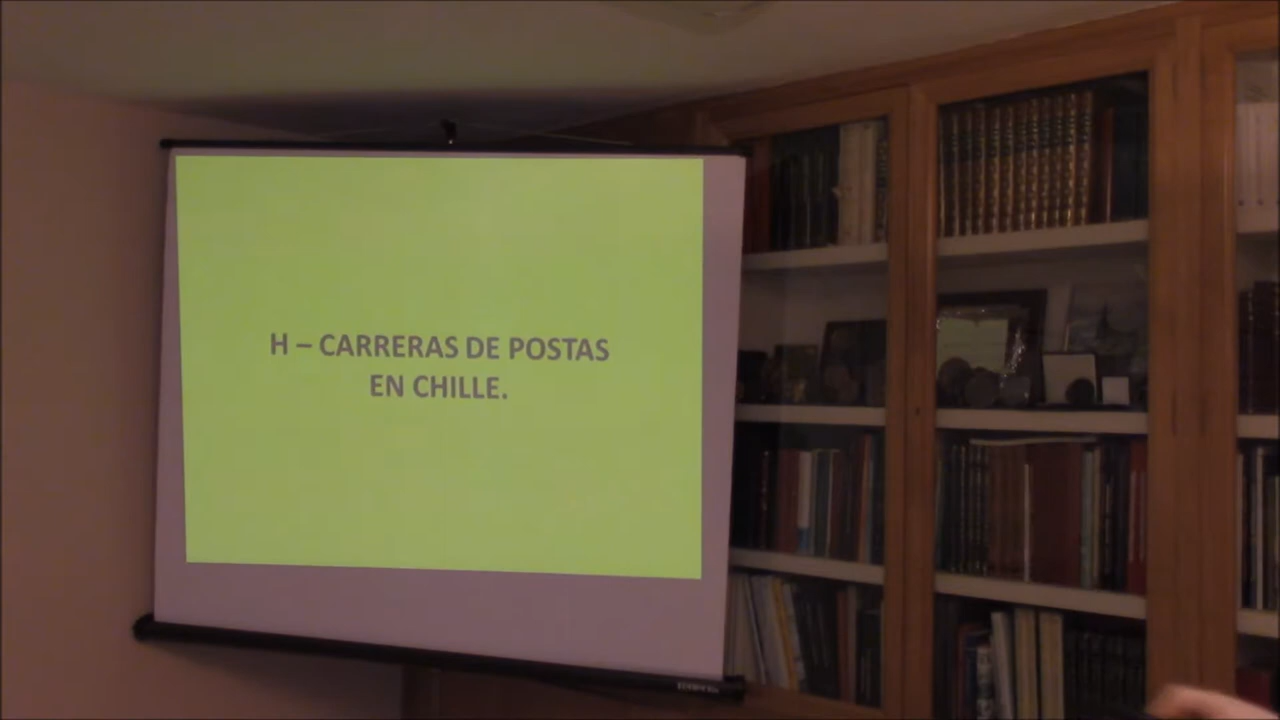 H – CARRERAS DE POSTAS
EN CHILLE.